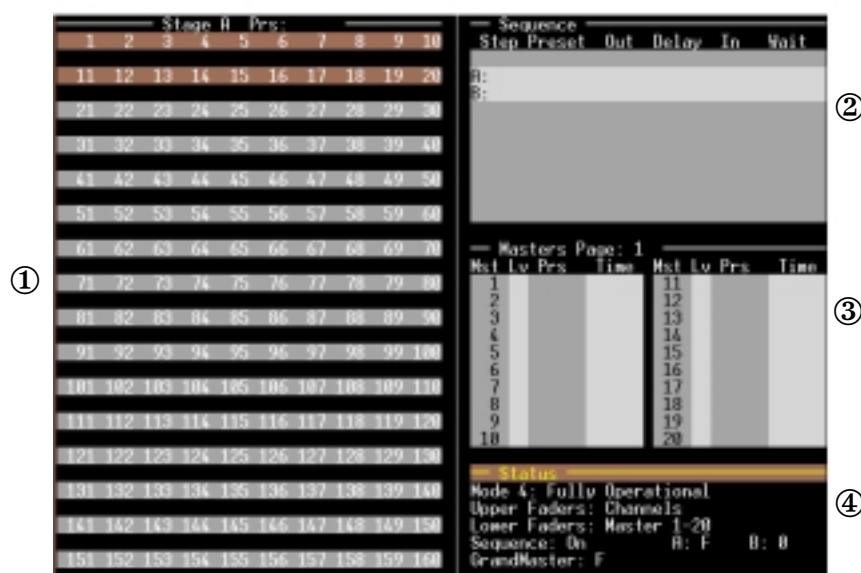 Stage A Prs:
1 2 3 4 5 6 7 8 9 10
11 12 13 14 15 16 17 18 19 20
21 22 23 24 25 26 27 28 29 30
31 32 33 34 35 36 37 38 39 40
41 42 43 44 45 46 47 48 49 50
51 52 53 54 55 56 57 58 59 60
61 62 63 64 65 66 67 68 69 70
71 72 73 74 75 76 77 78 79 80
81 82 83 84 85 86 87 88 89 90
91 92 93 94 95 96 97 98 99 100
101 102 103 104 105 106 107 108 109 110
111 112 113 114 115 116 117 118 119 120
121 122 123 124 125 126 127 128 129 130
131 132 133 134 135 136 137 138 139 140
141 142 143 144 145 146 147 148 149 150
151 152 153 154 155 156 157 158 159 160
①
Sequence
Step Preset Out Delay In Wait
A:
B:
②
Masters Page: 1
Mst Lv Prs Time Mst Lv Prs Time
1 11
2 12
3 13
4 14
5 15
6 16
7 17
8 18
9 19
10 20
③
Status
Mode 4: Fully Operational
Upper Faders: Channels
Lower Faders: Master 1-20
Sequence: On A: F B: 0
GrandMaster: F
④